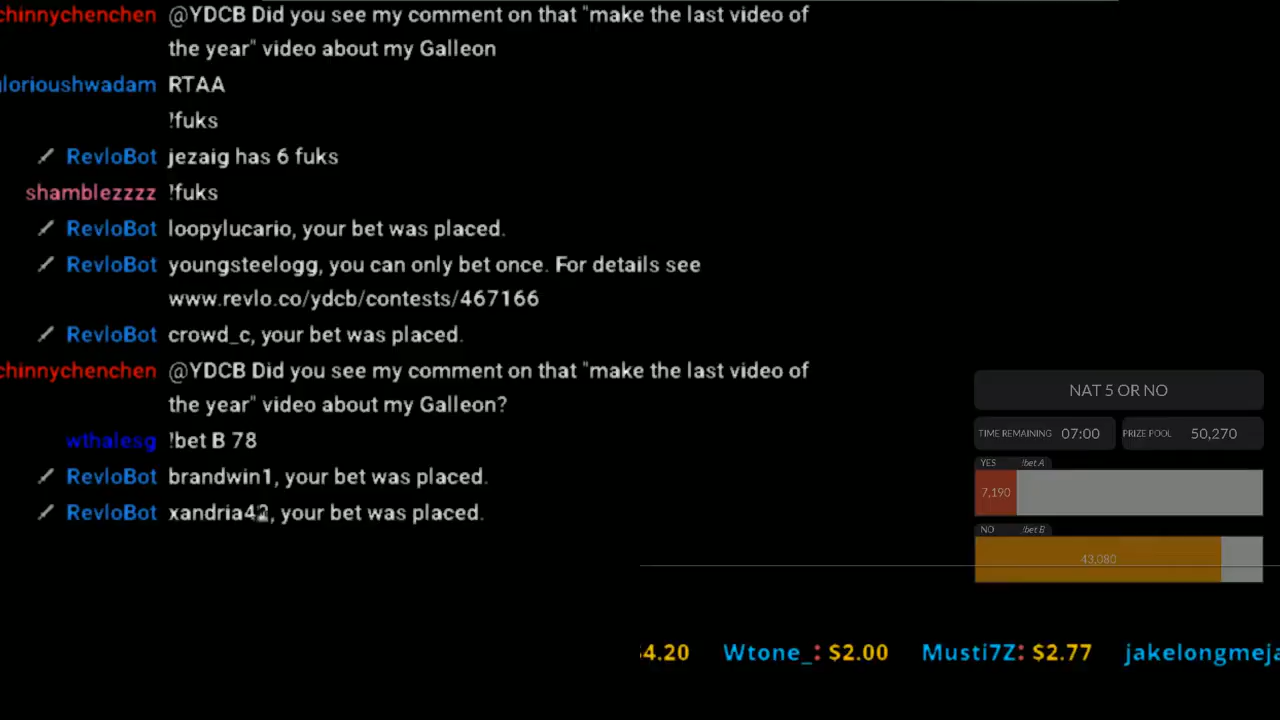 chinnychenchen @YDCB Did you see my comment on that "make the last video of
the year" video about my Galleon
glorioushwadam RTAA
!fuks
RevloBot jezaig has 6 fuks
shamblezzzz !fuks
RevloBot loopylucario, your bet was placed.
RevloBot youngsteelogg, you can only bet once. For details see
www.revlo.co/ydcb/contests/467166
RevloBot crowd_c, your bet was placed.
chinnychenchen @YDCB Did you see my comment on that "make the last video of
the year" video about my Galleon?
wthalesg !bet B 78
RevloBot brandwin1, your bet was placed.
RevloBot xandria42, your bet was placed.
NAT 5 OR NO
TIME REMAINING 07:00 PRIZE POOL 50,270
YES !bet A
7,190
NO !bet B
43,080
4.20 Wtone_: $2.00 Musti7Z: $2.77 jakelongmeja